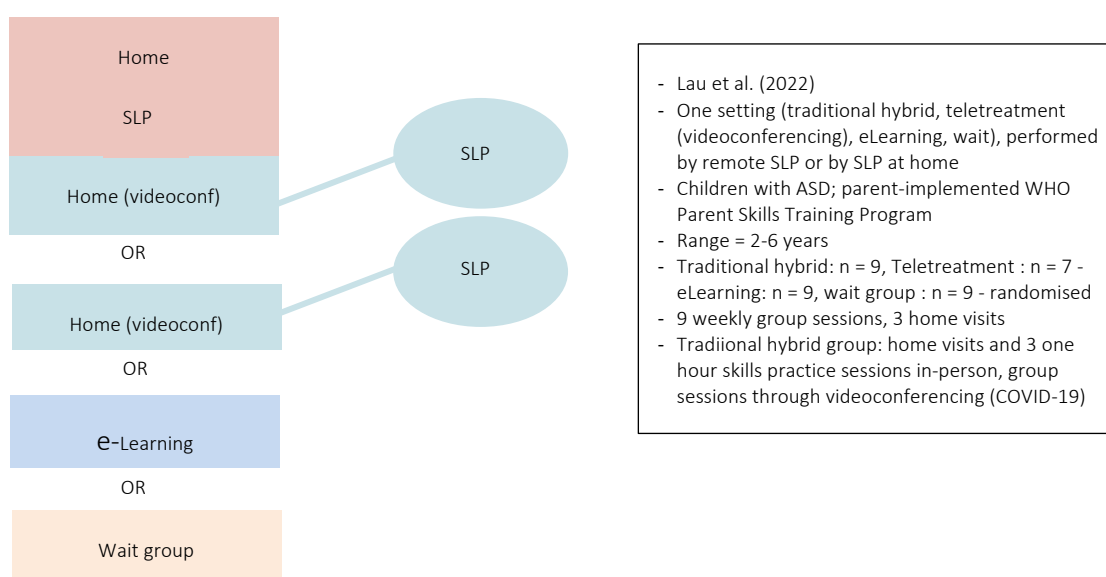 Home
SLP
Home (videoconf)
SLP
OR
Home (videoconf)
SLP
OR
e-Learning
OR
Wait group
- Lau et al. (2022)
- One setting (traditional hybrid, teletreatment
(videoconferencing), eLearning, wait), performed
by remote SLP or by SLP at home
- Children with ASD; parent-implemented WHO
Parent Skills Training Program
- Range = 2-6 years
- Traditional hybrid: n = 9, Teletreatment : n = 7 -
eLearning: n = 9, wait group : n = 9 - randomised
- 9 weekly group sessions, 3 home visits
- Tradiional hybrid group: home visits and 3 one
hour skills practice sessions in-person, group
sessions through videoconferencing (COVID-19)